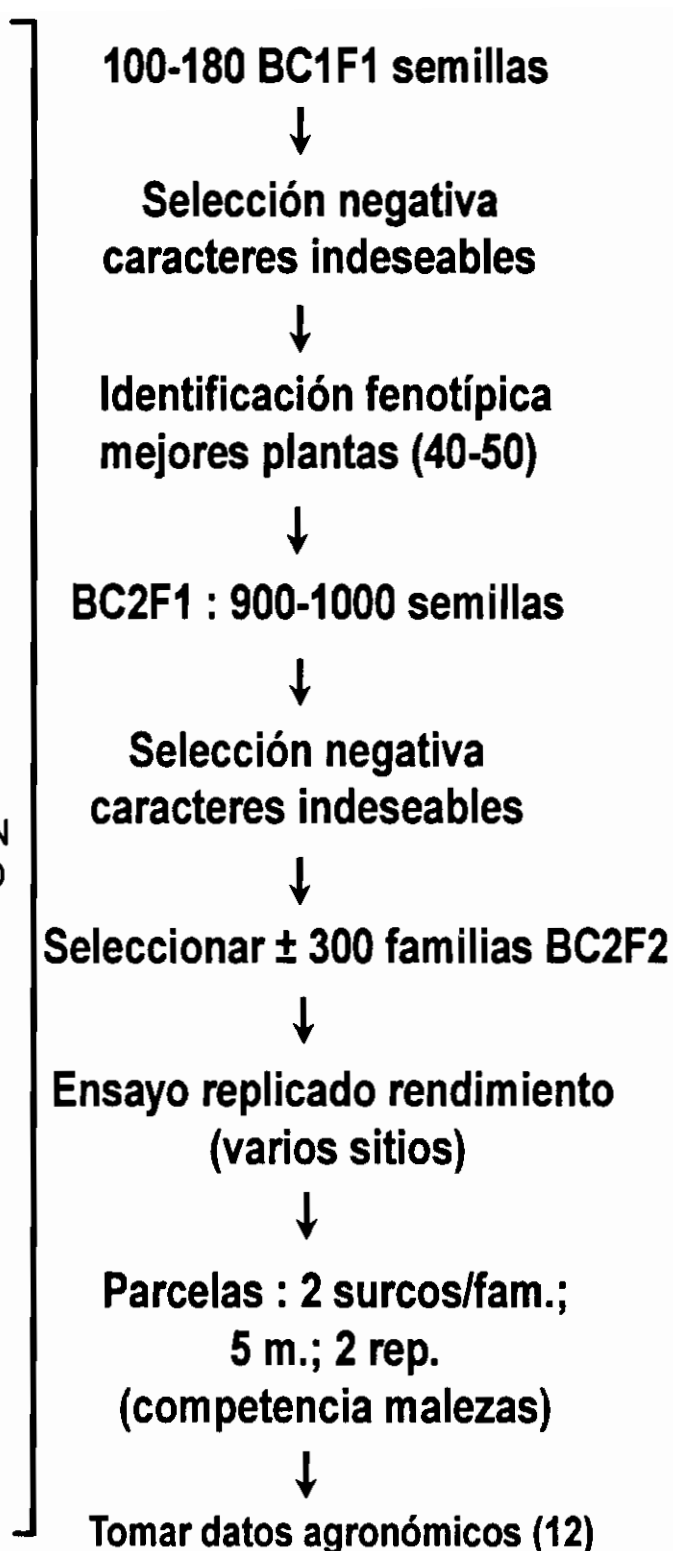 100-180 BC1F1 semillas
↓
Selección negativa
caracteres indeseables
↓
Identificación fenotípica
mejores plantas (40-50)
↓
BC2F1 : 900-1000 semillas
↓
Selección negativa
caracteres indeseables
↓
Seleccionar ± 300 familias BC2F2
↓
Ensayo replicado rendimiento
(varios sitios)
↓
Parcelas : 2 surcos/fam.;
5 m.; 2 rep.
(competencia malezas)
↓
Tomar datos agronómicos (12)